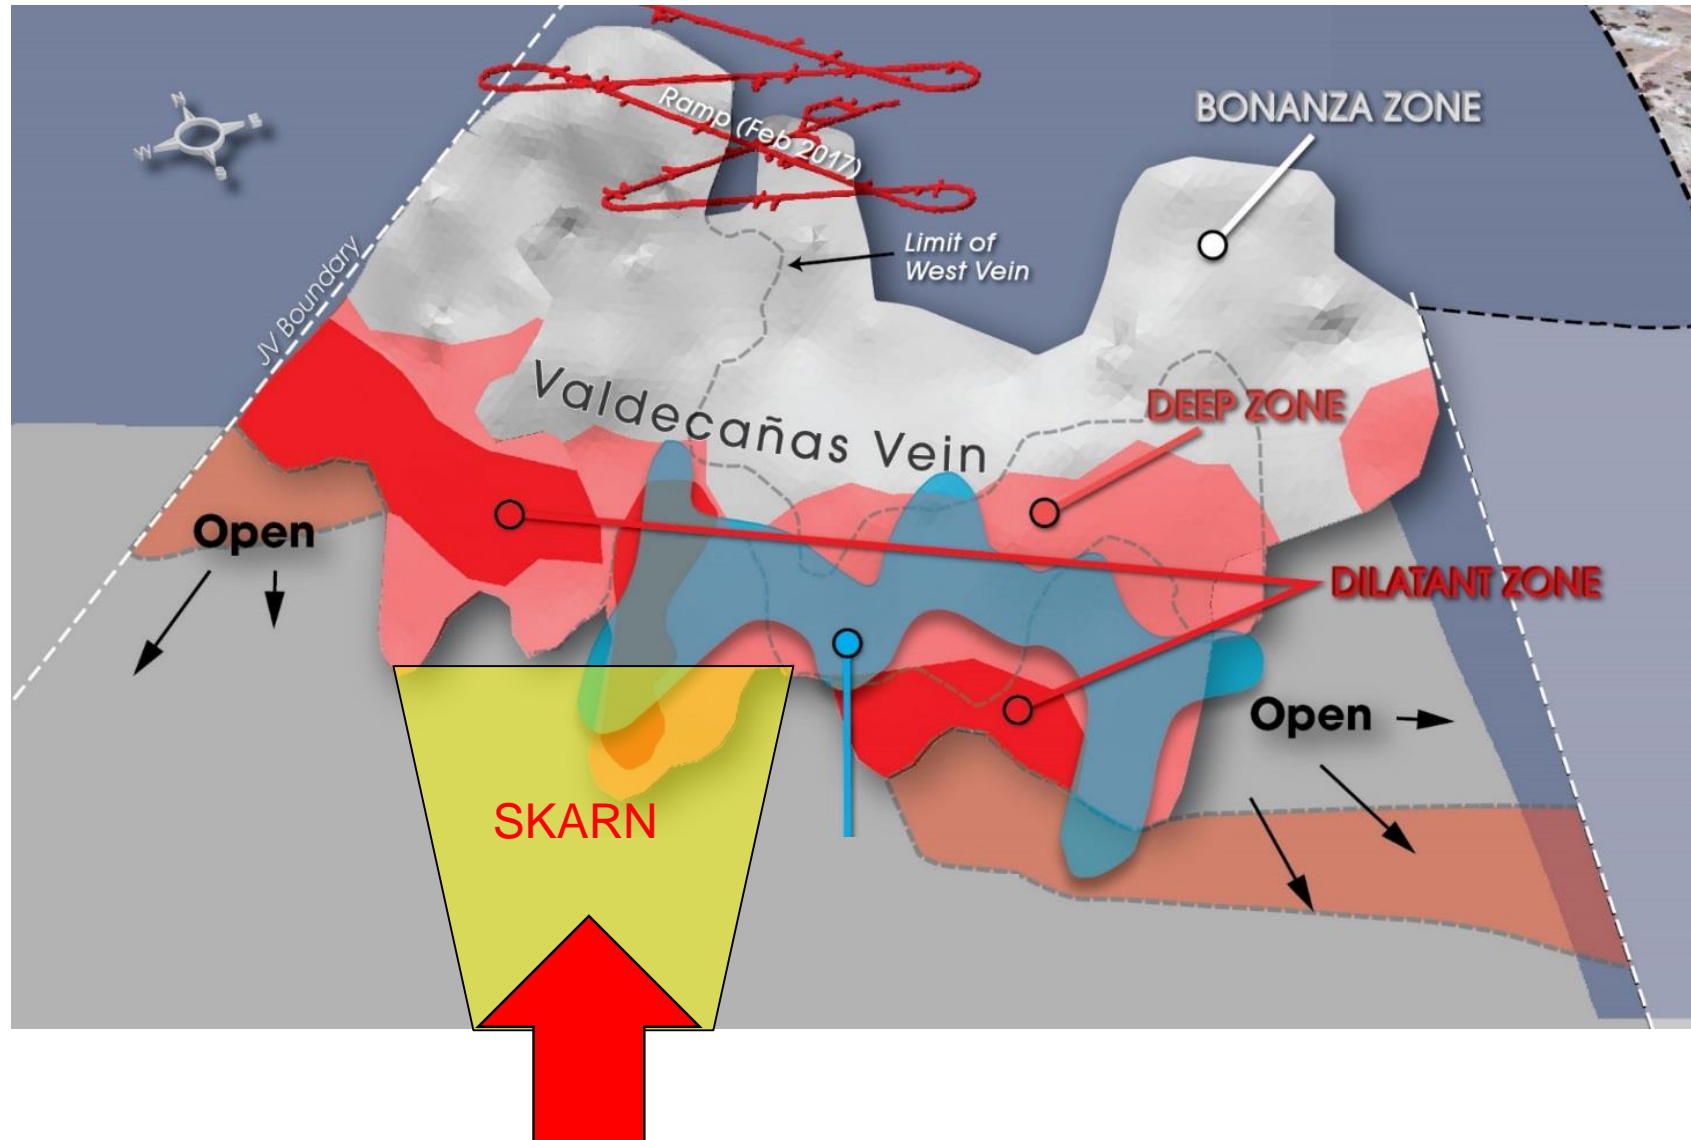 Ramp (Feb 2017)
BONANZA ZONE
N
E
W
S
Limit of
West Vein
JV Boundary
Valdecañas Vein
DEEP ZONE
Open
DILATANT ZONE
Open
SKARN